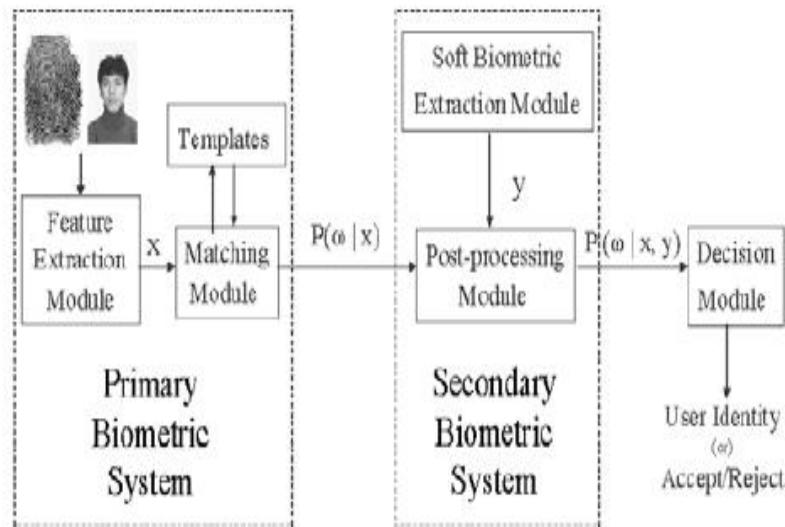 Feature
Extraction
Module
x
Templates
Matching
Module
P(ω | x)
Primary
Biometric
System
Soft Biometric
Extraction Module
y
Post-processing
Module
Secondary
Biometric
System
P(ω | x, y)
Decision
Module
User Identity
(or)
Accept/Reject